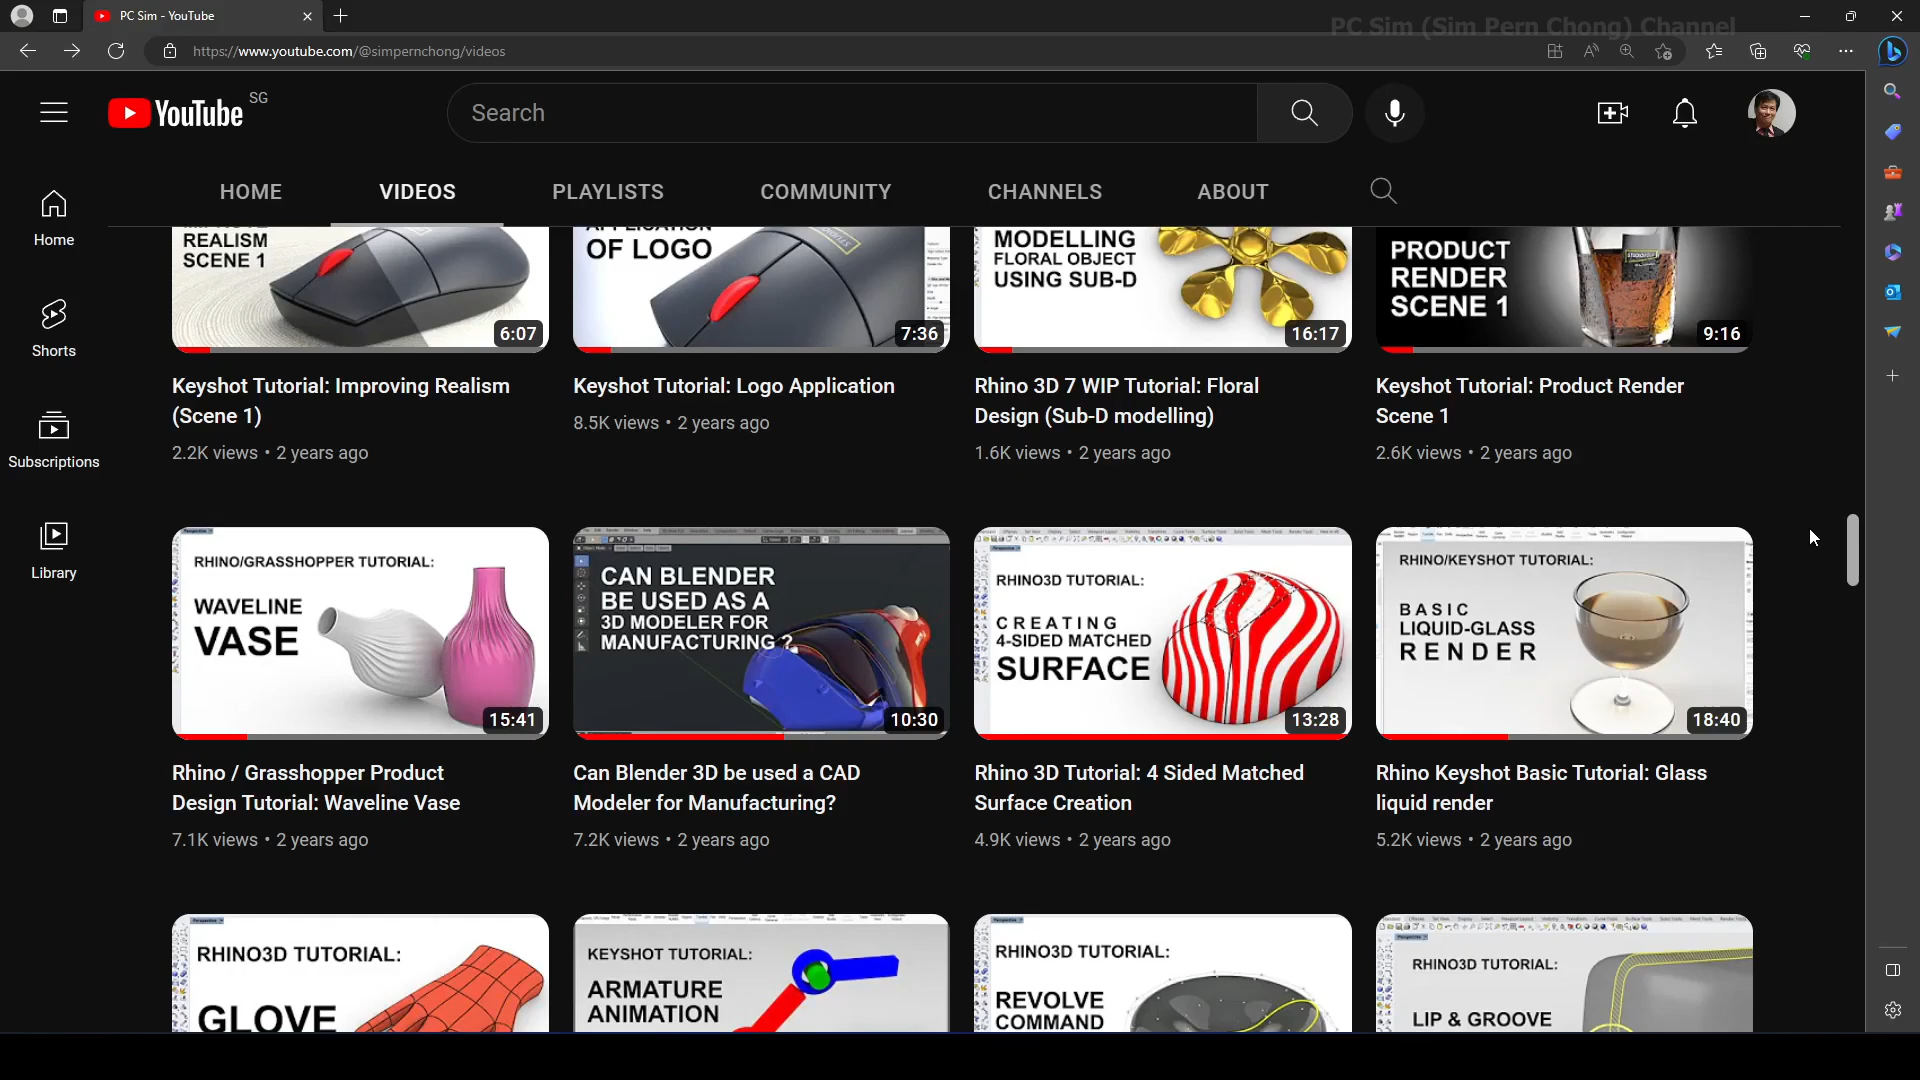 PC Sim - YouTube
PC Sim (Sim Pern Chong) Channel
https://www.youtube.com/@simpernchong/videos
YouTube SG
Search
HOME VIDEOS PLAYLISTS COMMUNITY CHANNELS ABOUT
Home
Shorts
Subscriptions
Library
REALISM
SCENE 1
6:07
Keyshot Tutorial: Improving Realism
(Scene 1)
2.2K views • 2 years ago
APPLICATION
OF LOGO
7:36
Keyshot Tutorial: Logo Application
8.5K views • 2 years ago
MODELLING
FLORAL OBJECT
USING SUB-D
16:17
Rhino 3D 7 WIP Tutorial: Floral
Design (Sub-D modelling)
1.6K views • 2 years ago
PRODUCT
RENDER
SCENE 1
9:16
Keyshot Tutorial: Product Render
Scene 1
2.6K views • 2 years ago
Perspective
RHINO/GRASSHOPPER TUTORIAL:
WAVELINE
VASE
15:41
Rhino / Grasshopper Product
Design Tutorial: Waveline Vase
7.1K views • 2 years ago
CAN BLENDER
BE USED AS A
3D MODELER FOR
MANUFACTURING ?
10:30
Can Blender 3D be used a CAD
Modeler for Manufacturing?
7.2K views • 2 years ago
Perspective
RHINO3D TUTORIAL:
CREATING
4-SIDED MATCHED
SURFACE
13:28
Rhino 3D Tutorial: 4 Sided Matched
Surface Creation
4.9K views • 2 years ago
RHINO/KEYSHOT TUTORIAL:
BASIC
LIQUID-GLASS
RENDER
18:40
Rhino Keyshot Basic Tutorial: Glass
liquid render
5.2K views • 2 years ago
Perspective
RHINO3D TUTORIAL:
GLOVE
KEYSHOT TUTORIAL:
ARMATURE
ANIMATION
Perspective
RHINO3D TUTORIAL:
REVOLVE
COMMAND
Perspective
RHINO3D TUTORIAL:
LIP & GROOVE